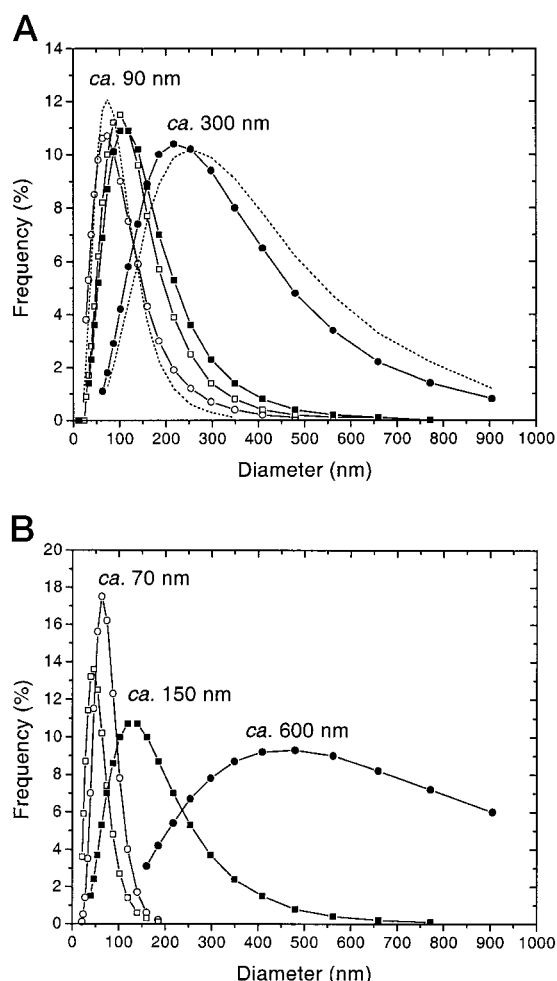 A
14
12
10
8
6
4
2
0
Frequency (%)
ca. 90 nm
ca. 300 nm
0 100 200 300 400 500 600 700 800 900 1000
Diameter (nm)
B
20
18
16
14
12
10
8
6
4
2
0
Frequency (%)
ca. 70 nm
ca. 150 nm
ca. 600 nm
0 100 200 300 400 500 600 700 800 900 1000
Diameter (nm)